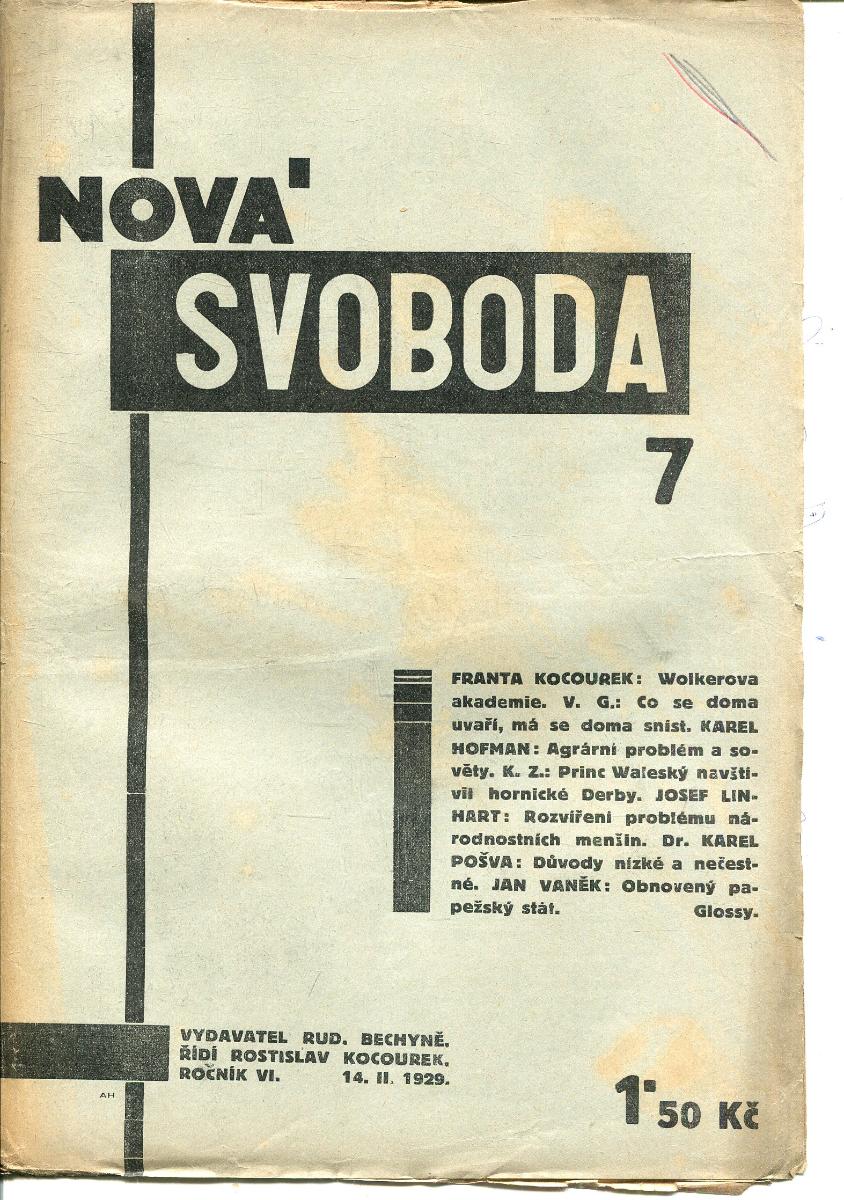 NOVÁ
SVOBODA
7
FRANTA KOCOUREK: Wolkerova
akademie. V. G.: Co se doma
uvaří, má se doma sníst. KAREL
HOFMAN: Agrární problém a so-
věty. K. Z.: Princ Waleský navští-
vil hornické Derby. JOSEF LIN-
HART: Rozvíření problému ná-
rodnostních menšin. Dr. KAREL
POŠVA: Důvody nízké a nečest-
né. JAN VANĚK: Obnovený pa-
pežský stát. Glossy.
VYDAVATEL RUD. BECHYNĚ.
ŘÍDÍ ROSTISLAV KOCOUREK.
ROČNÍK VI. 14. II. 1929.
AH
1·50 Kč